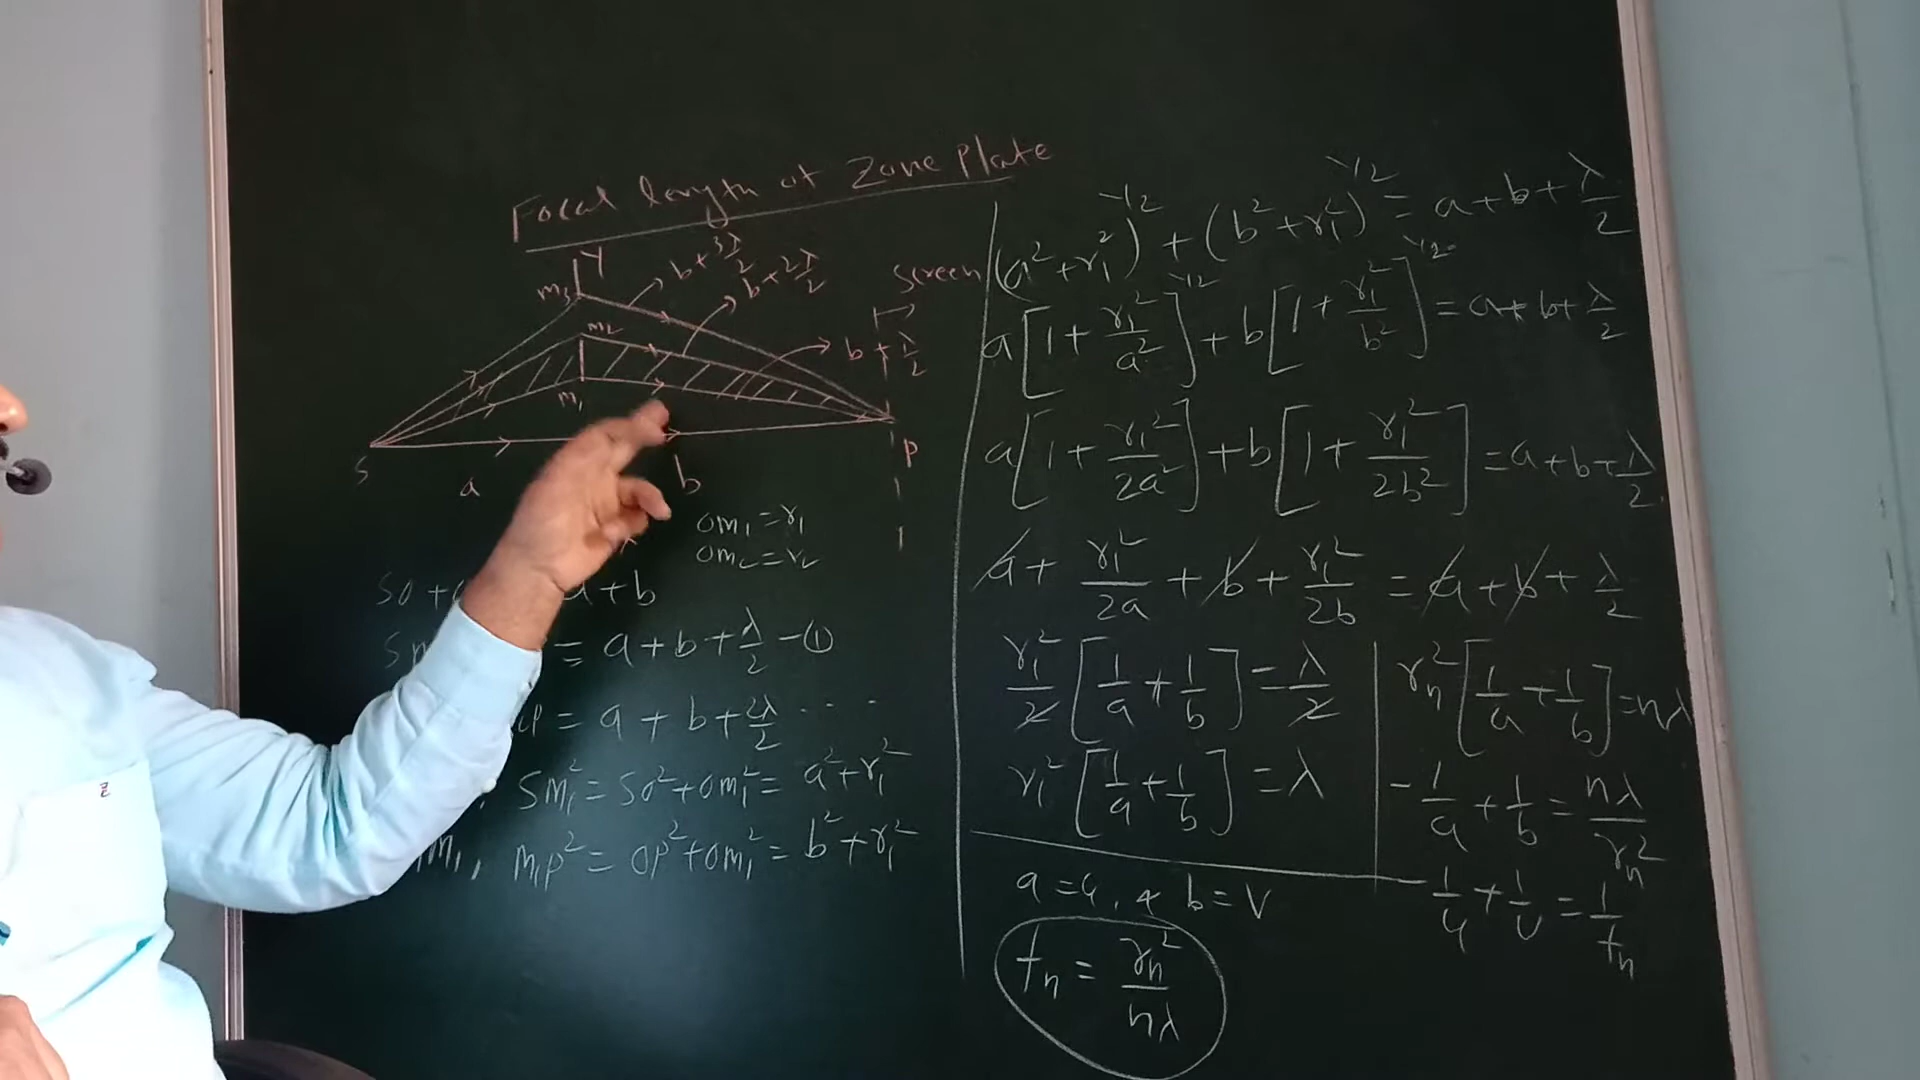 Focal length of Zone Plate
Y
b + 3λ/2
b + 2λ/2
screen
M3
M2
b + λ/2
M1
S
P
a
b
OM1 = r1
OM2 = r2
SO + a + b
= a + b + λ/2 - ①
P = a + b + 2λ/2 ....
SM1² = SO² + OM1² = a² + r1²
M1, M1P² = OP² + OM1² = b² + r1²
(a² + r1²)^1/2 + (b² + r1²)^1/2 = a + b + λ/2
a[1 + r1²/a²]^1/2 + b[1 + r1²/b²]^1/2 = a + b + λ/2
a[1 + r1²/2a²] + b[1 + r1²/2b²] = a + b + λ/2
a + r1²/2a + b + r1²/2b = a + b + λ/2
r1²/2 [1/a + 1/b] = λ/2
r1² [1/a + 1/b] = λ
rn² [1/a + 1/b] = nλ
- 1/a + 1/b = nλ/rn²
- 1/u + 1/v = 1/fn
a = u, & b = v
fn = rn²/nλ